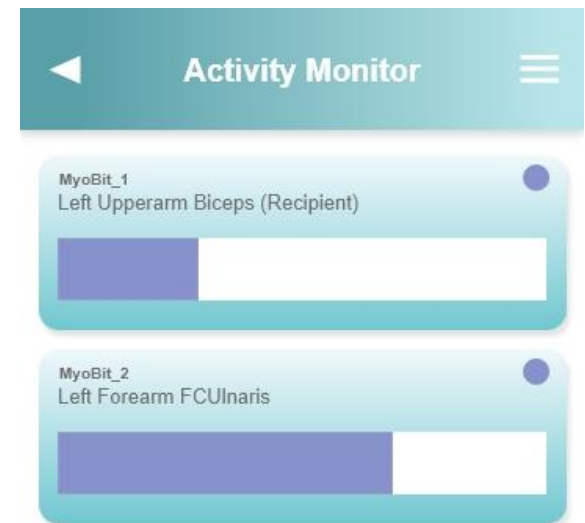 Activity Monitor
MyoBit_1
Left Upperarm Biceps (Recipient)
MyoBit_2
Left Forearm FCUlnaris